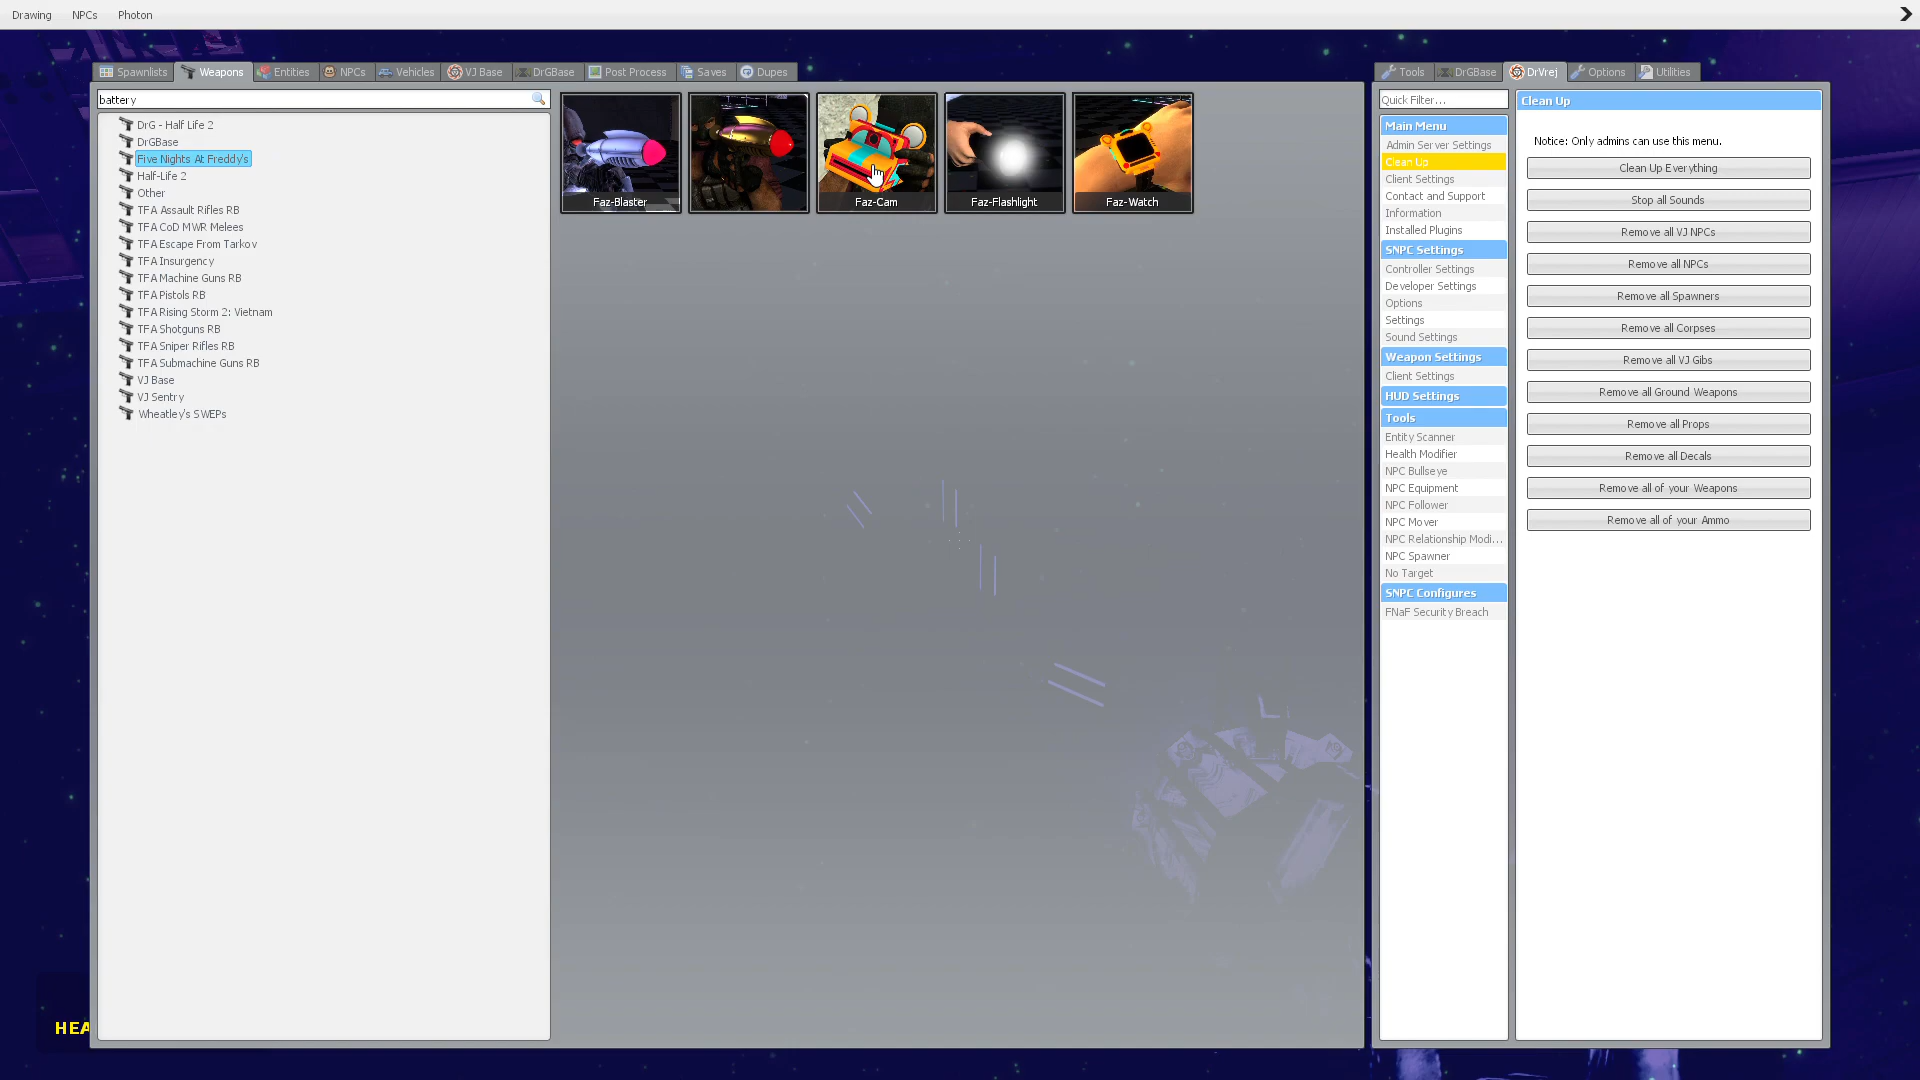 Drawing NPCs Photon
Spawnlists Weapons Entities NPCs Vehicles VJ Base DrGBase Post Process Saves Dupes
battery
DrG - Half Life 2
DrGBase
Five Nights At Freddy's
Half-Life 2
Other
TFA Assault Rifles RB
TFA CoD MWR Melees
TFA Escape From Tarkov
TFA Insurgency
TFA Machine Guns RB
TFA Pistols RB
TFA Rising Storm 2: Vietnam
TFA Shotguns RB
TFA Sniper Rifles RB
TFA Submachine Guns RB
VJ Base
VJ Sentry
Wheatley's SWEPs
Faz-Blaster
Faz-Cam
Faz-Flashlight
Faz-Watch
HEA
Tools DrGBase DrVrej Options Utilities
Quick Filter...
Main Menu
Admin Server Settings
Clean Up
Client Settings
Contact and Support
Information
Installed Plugins
SNPC Settings
Controller Settings
Developer Settings
Options
Settings
Sound Settings
Weapon Settings
Client Settings
HUD Settings
Tools
Entity Scanner
Health Modifier
NPC Bullseye
NPC Equipment
NPC Follower
NPC Mover
NPC Relationship Modi...
NPC Spawner
No Target
SNPC Configures
FNaF Security Breach
Clean Up
Notice: Only admins can use this menu.
Clean Up Everything
Stop all Sounds
Remove all VJ NPCs
Remove all NPCs
Remove all Spawners
Remove all Corpses
Remove all VJ Gibs
Remove all Ground Weapons
Remove all Props
Remove all Decals
Remove all of your Weapons
Remove all of your Ammo